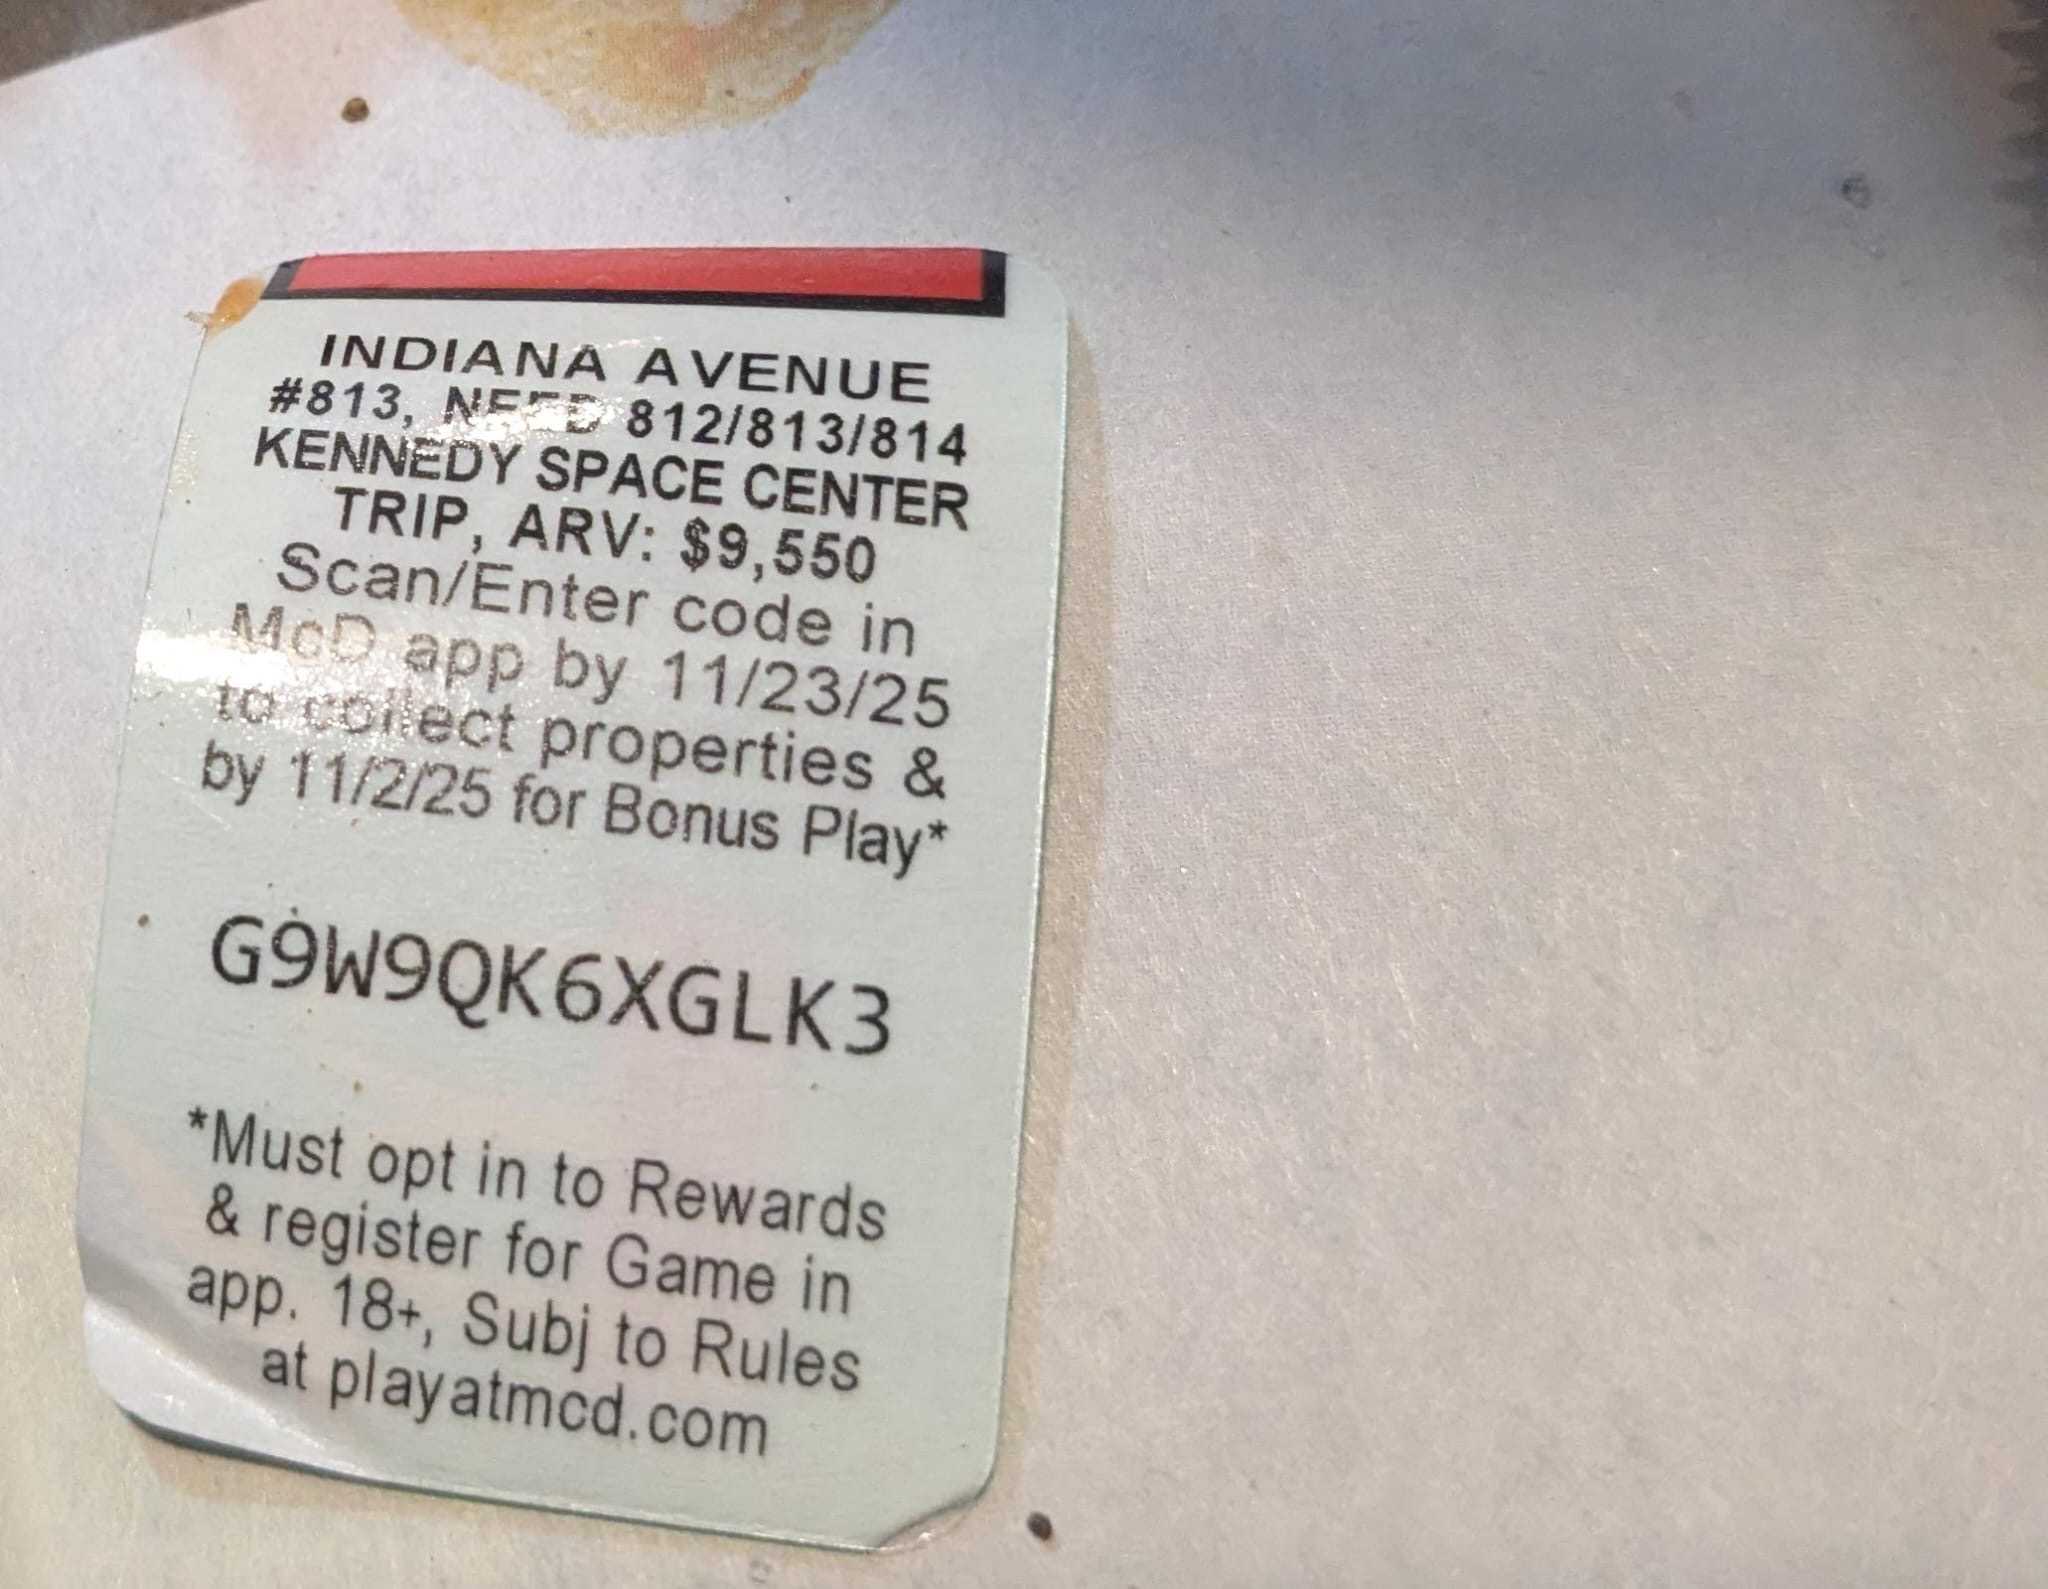 INDIANA AVENUE
#813, NEED 812/813/814
KENNEDY SPACE CENTER
TRIP, ARV: $9,550
Scan/Enter code in
McD app by 11/23/25
to collect properties &
by 11/2/25 for Bonus Play*
G9W9QK6XGLK3
*Must opt in to Rewards
& register for Game in
app. 18+, Subj to Rules
at playatmcd.com